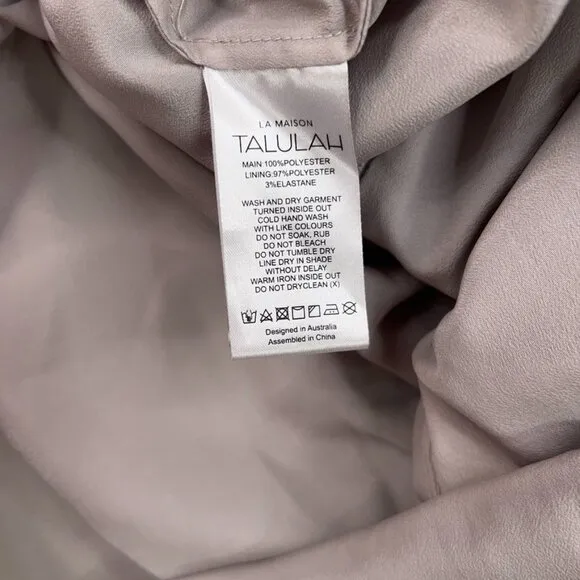 LA MAISON
TALULAH
MAIN 100%POLYESTER
LINING:97%POLYESTER
3%ELASTANE
WASH AND DRY GARMENT
TURNED INSIDE OUT
COLD HAND WASH
WITH LIKE COLOURS
DO NOT SOAK, RUB
DO NOT BLEACH
DO NOT TUMBLE DRY
LINE DRY IN SHADE
WITHOUT DELAY
WARM IRON INSIDE OUT
DO NOT DRYCLEAN (X)
Designed in Australia
Assembled in China